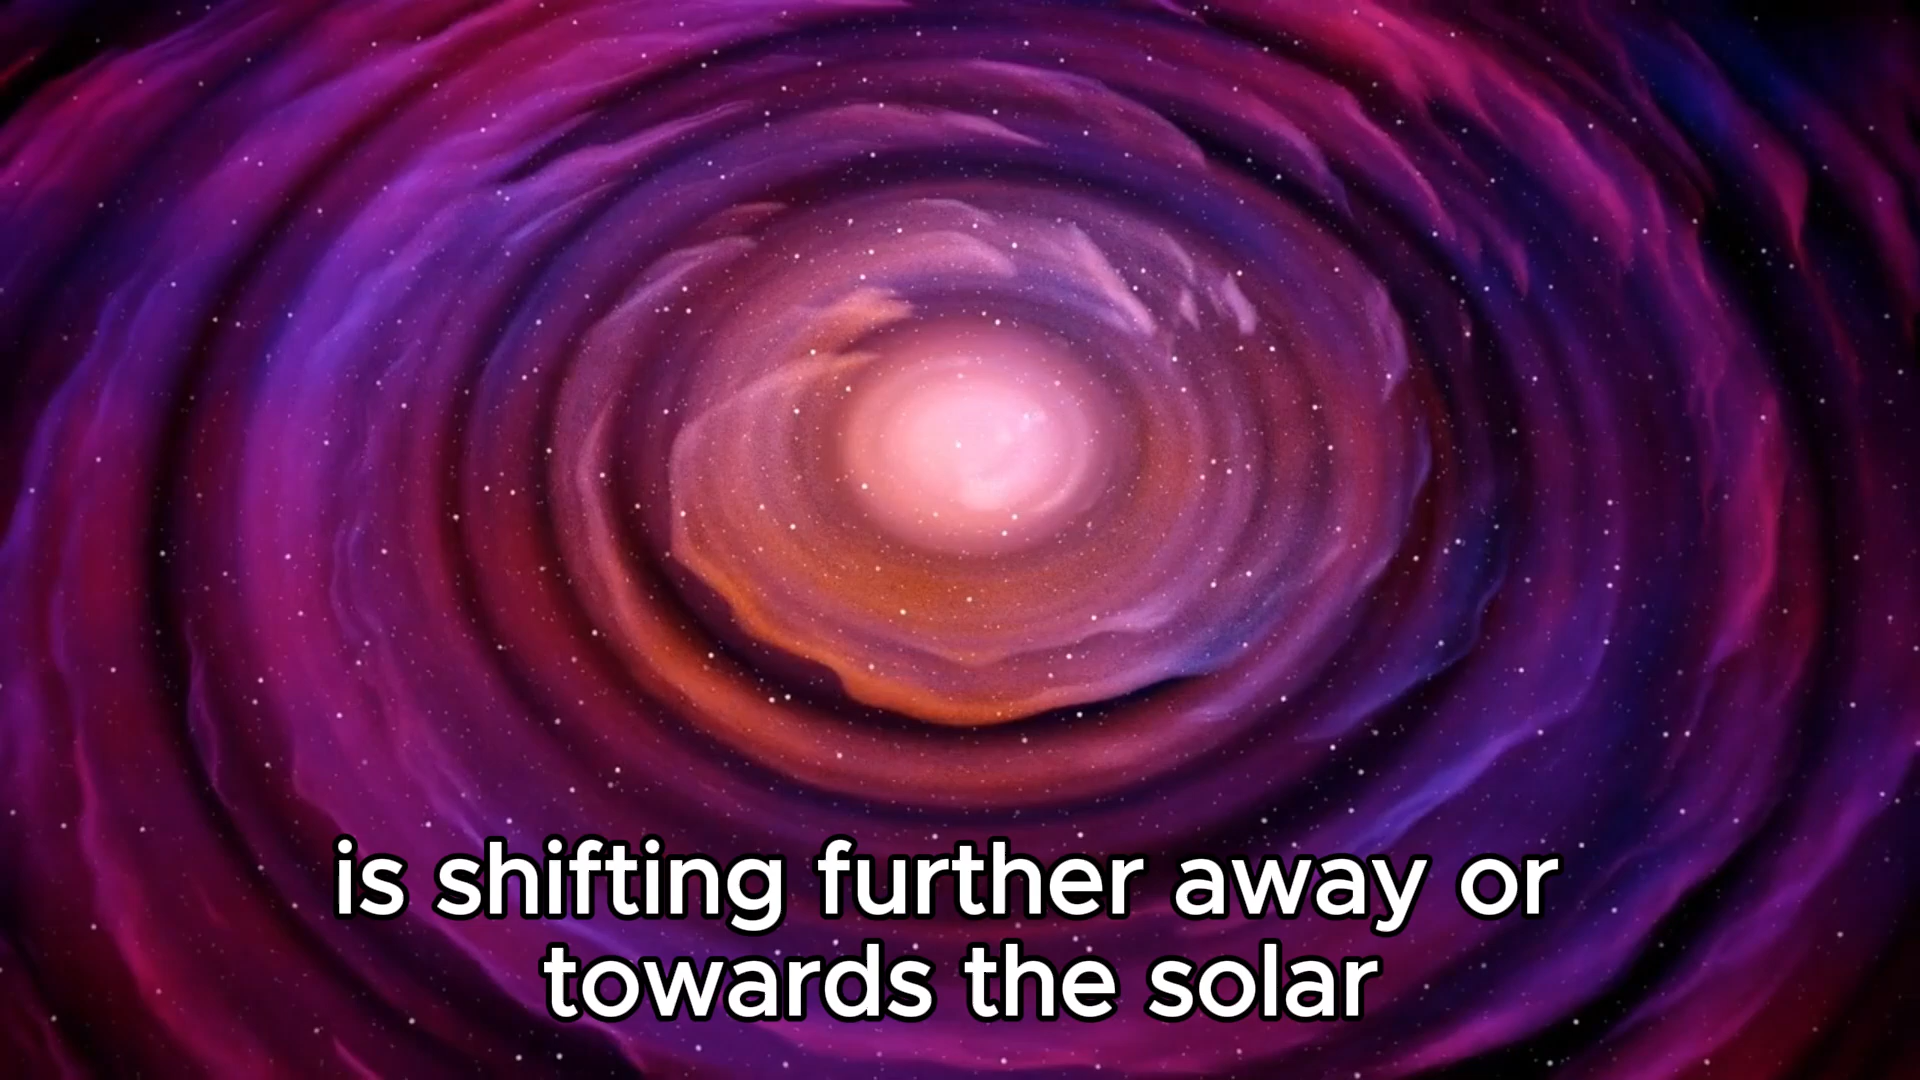 is shifting further away or
towards the solar